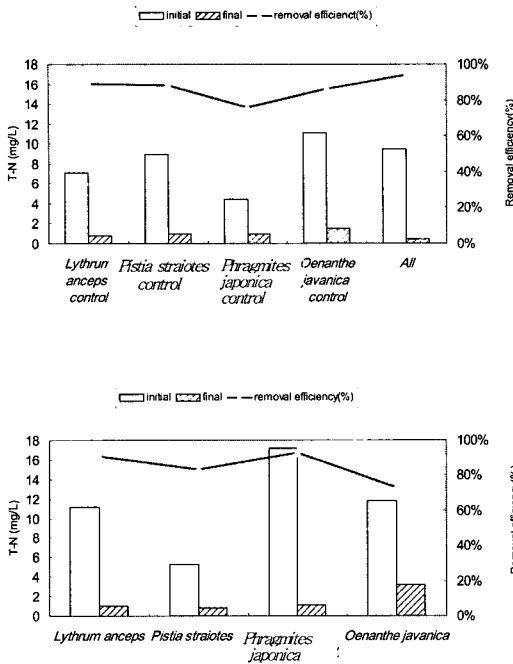 initial final removal efficienct(%)
18
16
14
12
10
8
6
4
2
0
T-N (mg/L)
100%
80%
60%
40%
20%
0%
Removal efficiency(%)
Lythrum anceps control
Pistia straiotes control
Phragmites japonica control
Oenanthe javanica control
All
initial final removal efficiency(%)
18
16
14
12
10
8
6
4
2
0
T-N (mg/L)
100%
80%
60%
40%
20%
0%
Lythrum anceps
Pistia straiotes
Phragmites japonica
Oenanthe javanica